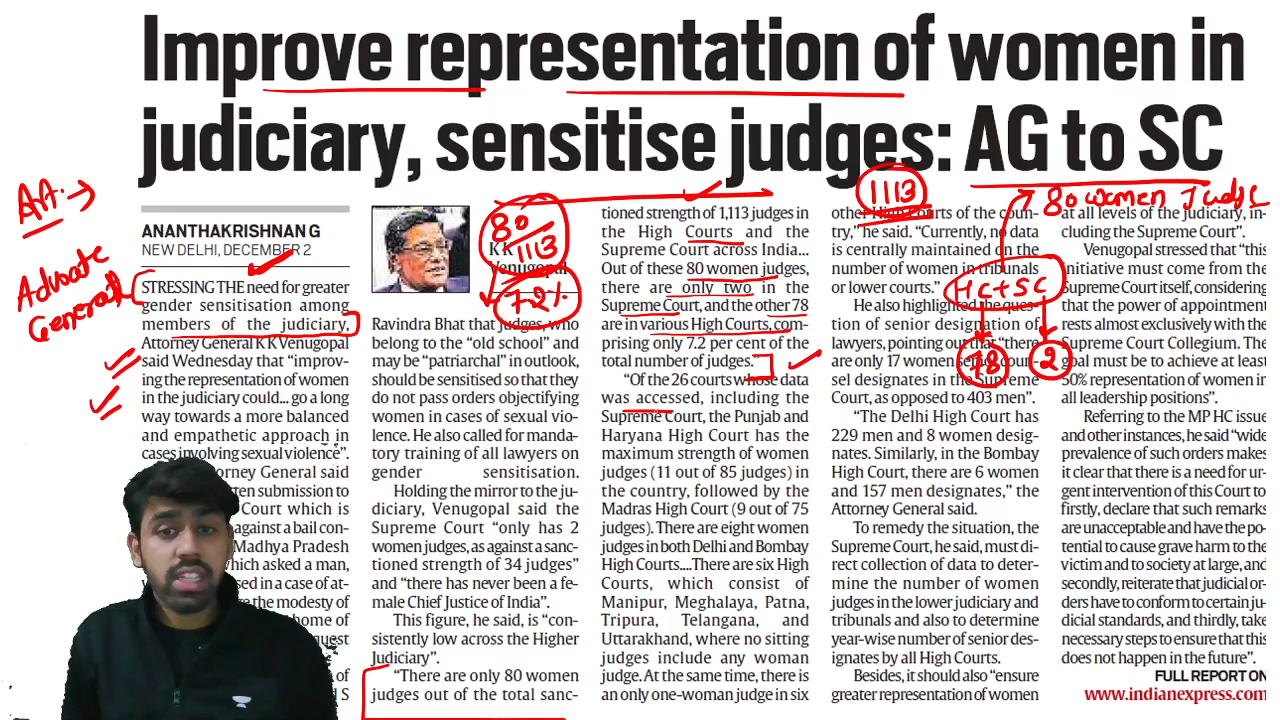 Improve representation of women in
judiciary, sensitise judges: AG to SC
ANANTHAKRISHNAN G
NEW DELHI, DECEMBER 2
STRESSING THE need for greater
gender sensitisation among
members of the judiciary,
Attorney General K K Venugopal
said Wednesday that “improv-
ing the representation of women
in the judiciary could... go a long
way towards a more balanced
and empathetic approach in
cases involving sexual violence”.
orney General said
ten submission to
Court which is
against a bail con-
Madhya Pradesh
which asked a man,
sed in a case of at-
e the modesty of
home of
quest
of
d S
K K
Venugopal
Ravindra Bhat that judges, who
belong to the “old school” and
may be “patriarchal” in outlook,
should be sensitised so that they
do not pass orders objectifying
women in cases of sexual vio-
lence. He also called for manda-
tory training of all lawyers on
gender sensitisation.
Holding the mirror to the ju-
diciary, Venugopal said the
Supreme Court “only has 2
women judges, as against a sanc-
tioned strength of 34 judges”
and “there has never been a fe-
male Chief Justice of India”.
This figure, he said, is “con-
sistently low across the Higher
Judiciary”.
“There are only 80 women
judges out of the total sanc-
tioned strength of 1,113 judges in
the High Courts and the
Supreme Court across India...
Out of these 80 women judges,
there are only two in the
Supreme Court, and the other 78
are in various High Courts, com-
prising only 7.2 per cent of the
total number of judges.”
“Of the 26 courts whose data
was accessed, including the
Supreme Court, the Punjab and
Haryana High Court has the
maximum strength of women
judges (11 out of 85 judges) in
the country, followed by the
Madras High Court (9 out of 75
judges). There are eight women
judges in both Delhi and Bombay
High Courts....There are six High
Courts, which consist of
Manipur, Meghalaya, Patna,
Tripura, Telangana, and
Uttarakhand, where no sitting
judges include any woman
judge. At the same time, there is
an only one-woman judge in six
other High Courts of the coun-
try,” he said. “Currently, no data
is centrally maintained on the
number of women in tribunals
or lower courts.”
He also highlighted the ques-
tion of senior designation of
lawyers, pointing out that “there
are only 17 women senior coun-
sel designates in the Supreme
Court, as opposed to 403 men”.
“The Delhi High Court has
229 men and 8 women desig-
nates. Similarly, in the Bombay
High Court, there are 6 women
and 157 men designates,” the
Attorney General said.
To remedy the situation, the
Supreme Court, he said, must di-
rect collection of data to deter-
mine the number of women
judges in the lower judiciary and
tribunals and also to determine
year-wise number of senior des-
ignates by all High Courts.
Besides, it should also “ensure
greater representation of women
at all levels of the judiciary, in-
cluding the Supreme Court”.
Venugopal stressed that “this
initiative must come from the
Supreme Court itself, considering
that the power of appointment
rests almost exclusively with the
Supreme Court Collegium. The
goal must be to achieve at least
50% representation of women in
all leadership positions”.
Referring to the MP HC issue
and other instances, he said “wide
prevalence of such orders makes
it clear that there is a need for ur-
gent intervention of this Court to
firstly, declare that such remarks
are unacceptable and have the po-
tential to cause grave harm to the
victim and to society at large, and
secondly, reiterate that judicial or-
ders have to conform to certain ju-
dicial standards, and thirdly, take
necessary steps to ensure that this
does not happen in the future”.
FULL REPORT ON
www.indianexpress.com
Advocate
General
80
1113
7.2%
1113
80 women Judge
HC + SC
78
2